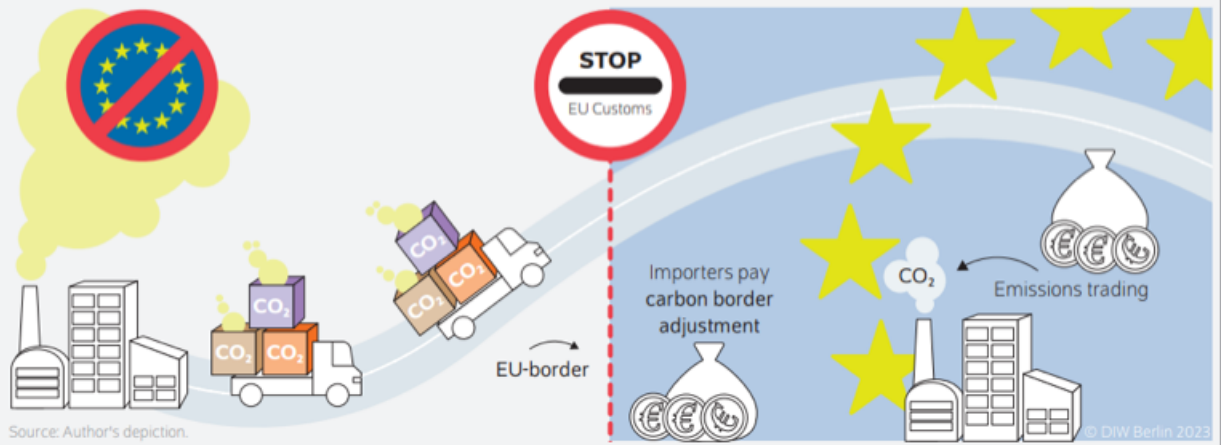 STOP
EU Customs
CO₂
CO₂
CO₂
CO₂
CO₂
CO₂
EU-border
Importers pay
carbon border
adjustment
€ € €
CO₂
Emissions trading
€ € €
Source: Author's depiction.
© DIW Berlin 2023